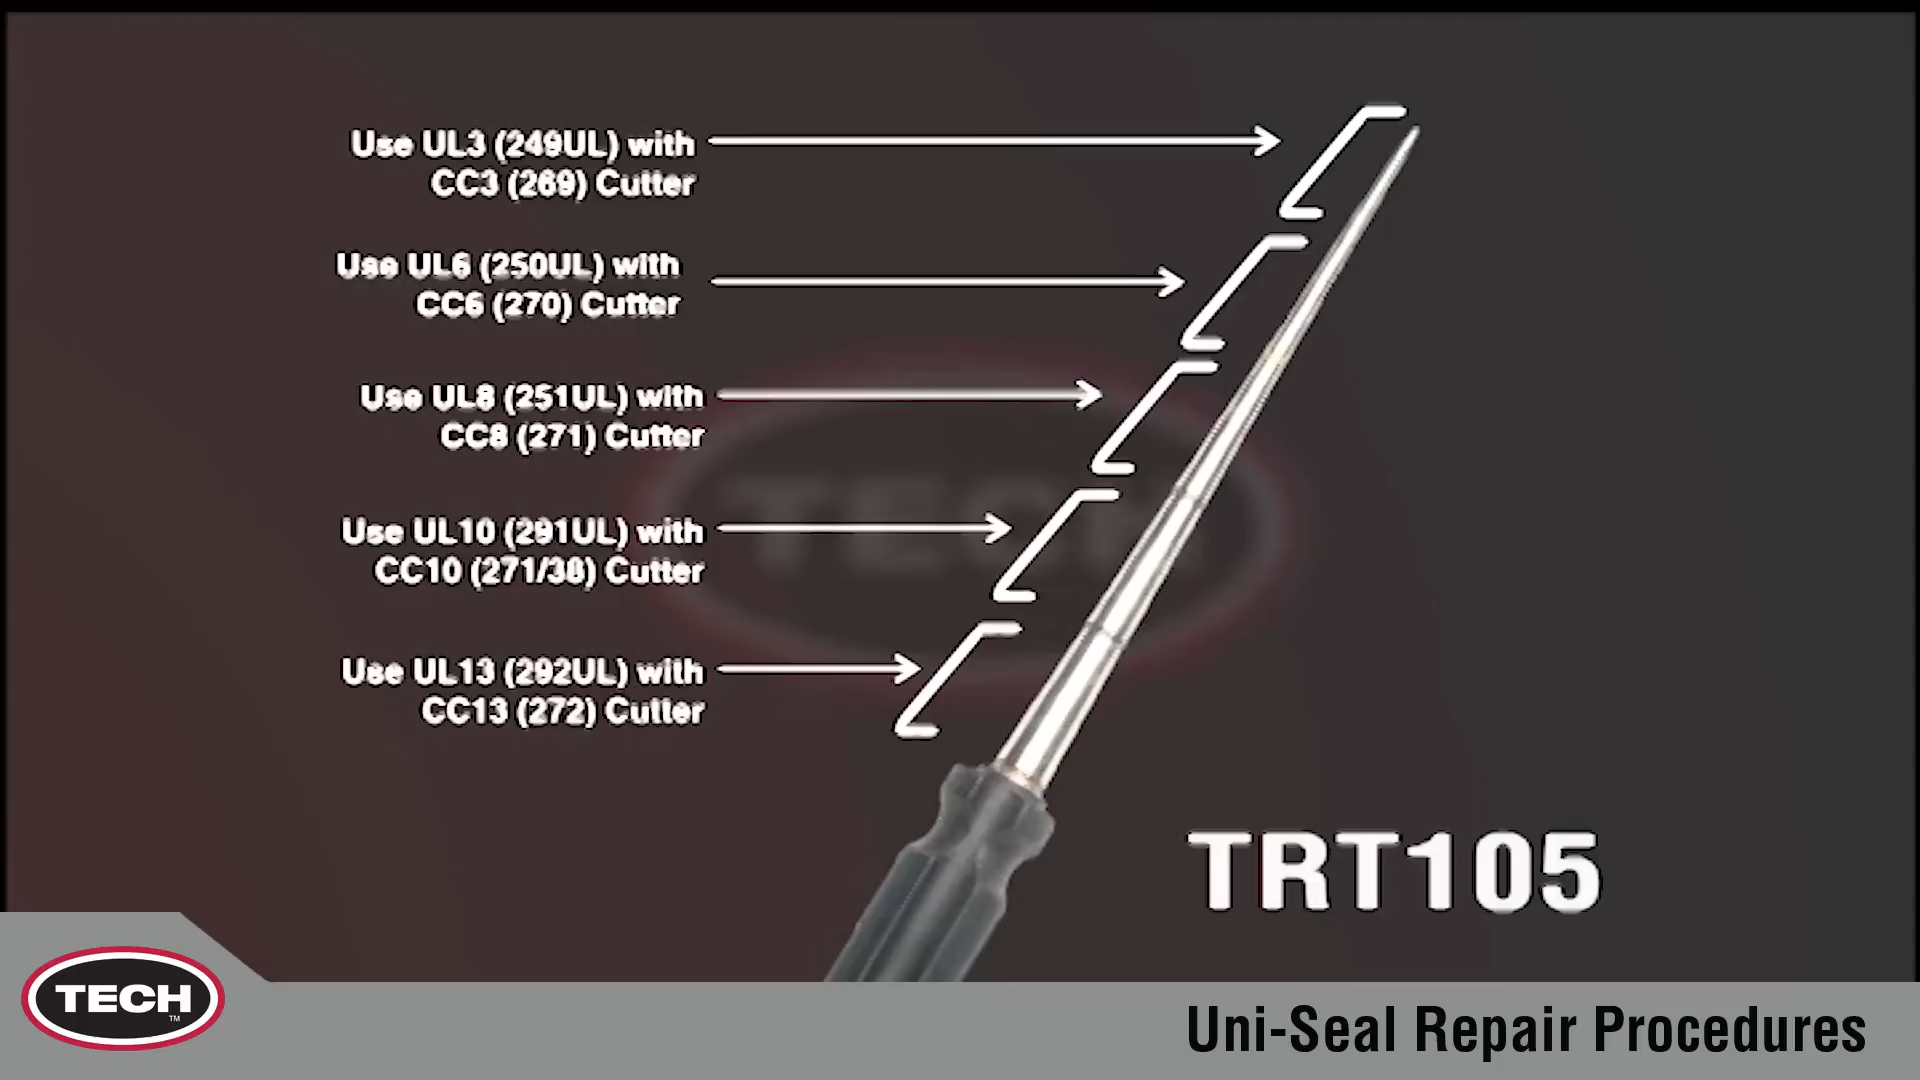 Use UL3 (249UL) with
CC3 (269) Cutter
Use UL6 (250UL) with
CC6 (270) Cutter
Use UL8 (251UL) with
CC8 (271) Cutter
Use UL10 (291UL) with
CC10 (271/38) Cutter
Use UL13 (292UL) with
CC13 (272) Cutter
TECH
TRT105
TECH
TM
Uni-Seal Repair Procedures